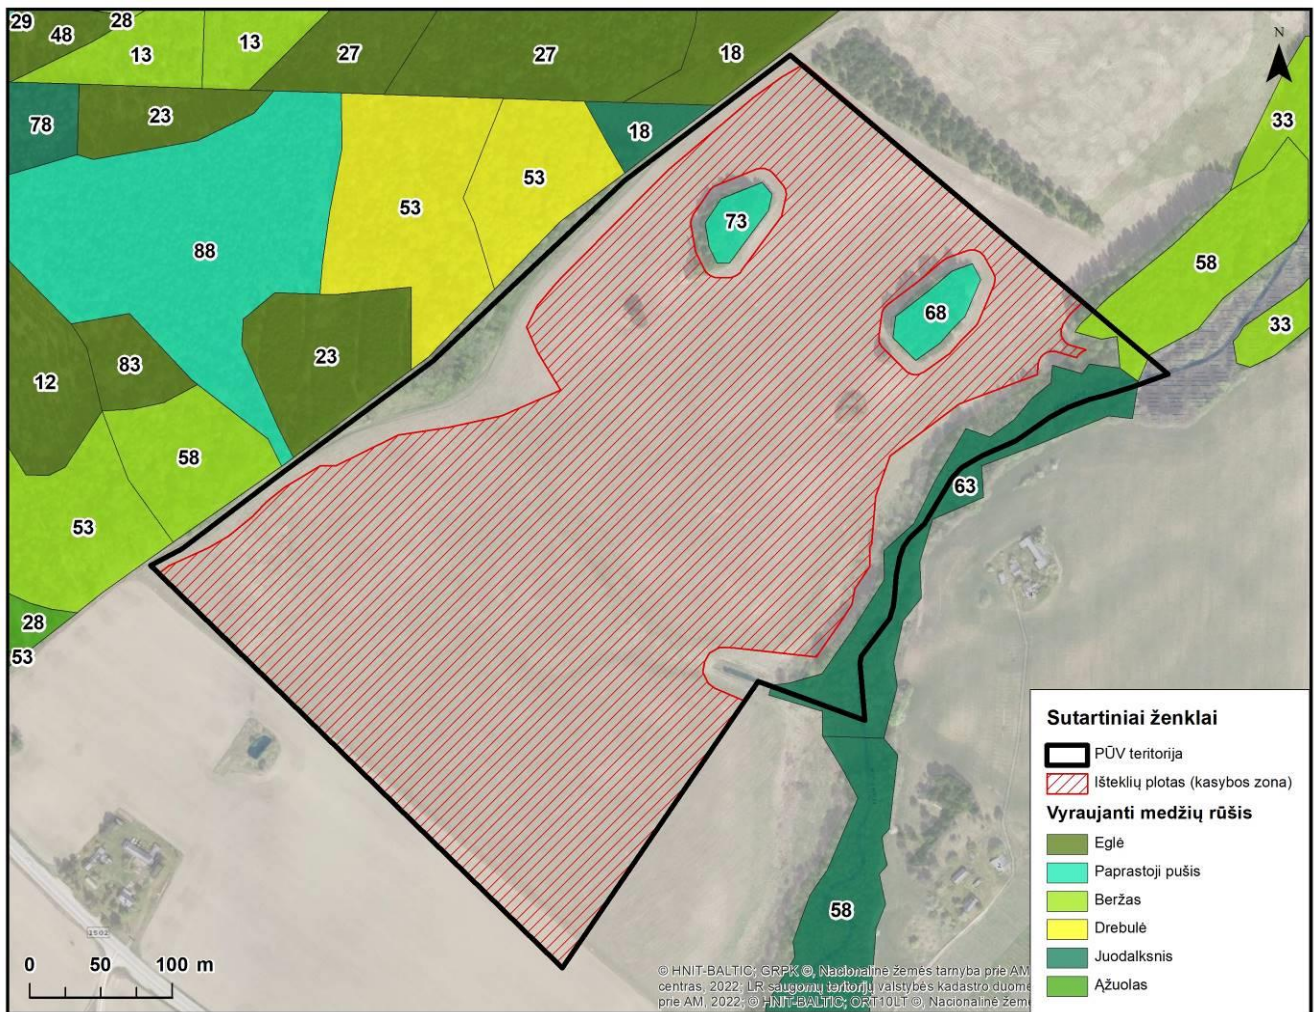 29 48 28 13 13 27 27 18
N
78 23 18 33
53 53
88 73 58
68 33
12 83 23
58
53 63
28
53
58
1502
0 50 100 m
Sutartiniai ženklai
PŪV teritorija
Išteklių plotas (kasybos zona)
Vyraujanti medžių rūšis
Eglė
Paprastoji pušis
Beržas
Drebulė
Juodalksnis
Ąžuolas
© HNIT-BALTIC; GRPK ©, Nacionalinė žemės tarnyba prie AM
centras, 2022; LR saugomų teritorijų valstybės kadastro duome
prie AM, 2022; © HNIT-BALTIC; ORT10LT ©, Nacionalinė žeme